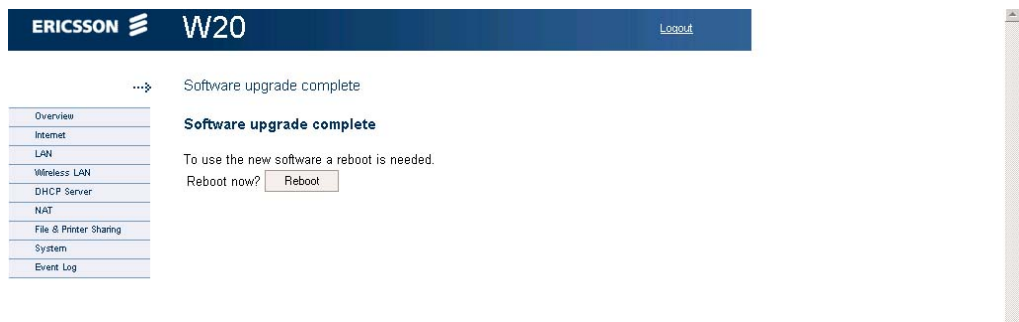 ERICSSON W20 Logout
Software upgrade complete
Overview
Internet
LAN
Wireless LAN
DHCP Server
NAT
File & Printer Sharing
System
Event Log
Software upgrade complete
To use the new software a reboot is needed.
Reboot now? Reboot